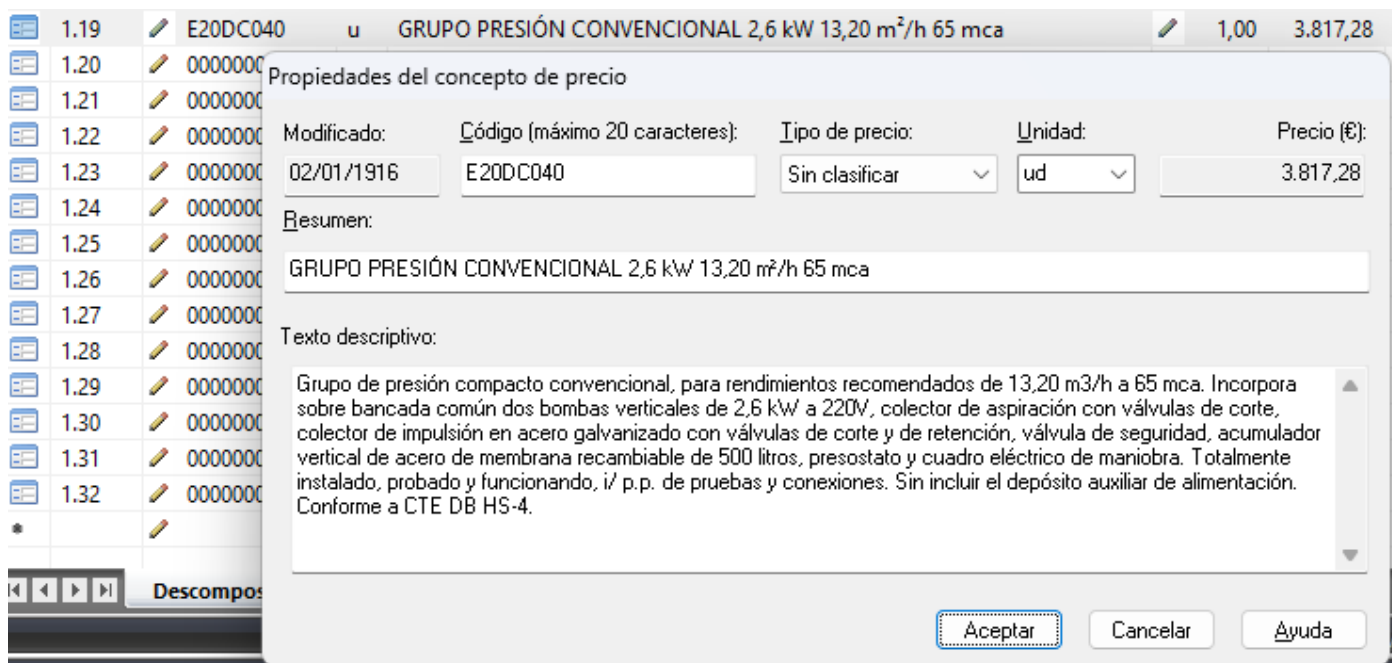 1.19 E20DC040 u GRUPO PRESIÓN CONVENCIONAL 2,6 kW 13,20 m²/h 65 mca 1,00 3.817,28
1.20 0000000
1.21 0000000
1.22 0000000
1.23 0000000
1.24 0000000
1.25 0000000
1.26 0000000
1.27 0000000
1.28 0000000
1.29 0000000
1.30 0000000
1.31 0000000
1.32 0000000
*
Descompos
Propiedades del concepto de precio
Modificado: Código (máximo 20 caracteres): Tipo de precio: Unidad: Precio (€):
02/01/1916 E20DC040 Sin clasificar ud 3.817,28
Resumen:
GRUPO PRESIÓN CONVENCIONAL 2,6 kW 13,20 m²/h 65 mca
Texto descriptivo:
Grupo de presión compacto convencional, para rendimientos recomendados de 13,20 m3/h a 65 mca. Incorpora
sobre bancada común dos bombas verticales de 2,6 kW a 220V, colector de aspiración con válvulas de corte,
colector de impulsión en acero galvanizado con válvulas de corte y de retención, válvula de seguridad, acumulador
vertical de acero de membrana recambiable de 500 litros, presostato y cuadro eléctrico de maniobra. Totalmente
instalado, probado y funcionando, i/ p.p. de pruebas y conexiones. Sin incluir el depósito auxiliar de alimentación.
Conforme a CTE DB HS-4.
Aceptar Cancelar Ayuda